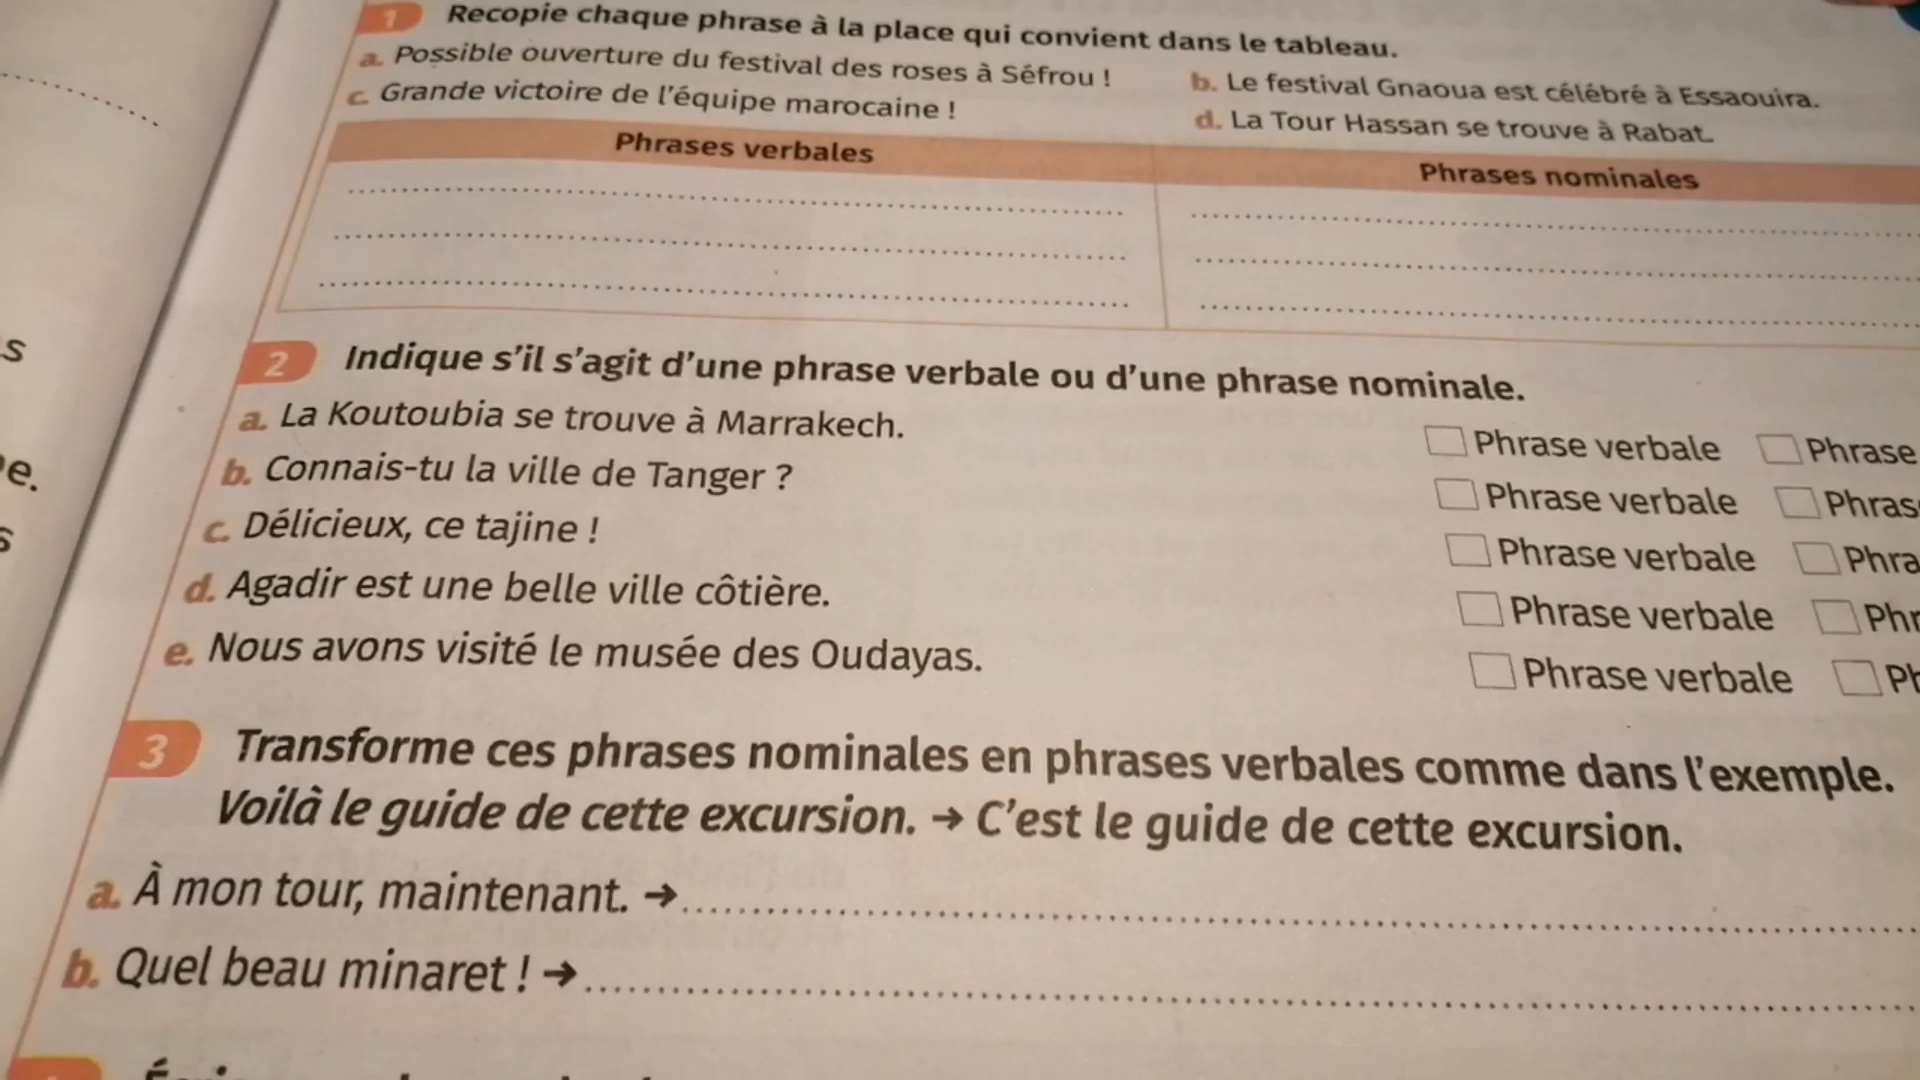 1 Recopie chaque phrase à la place qui convient dans le tableau.
a. Possible ouverture du festival des roses à Séfrou !
b. Le festival Gnaoua est célébré à Essaouira.
c. Grande victoire de l'équipe marocaine !
d. La Tour Hassan se trouve à Rabat.
Phrases verbales
Phrases nominales
s
e.
s
2 Indique s'il s'agit d'une phrase verbale ou d'une phrase nominale.
a. La Koutoubia se trouve à Marrakech. Phrase verbale Phrase
b. Connais-tu la ville de Tanger ? Phrase verbale Phras
c. Délicieux, ce tajine ! Phrase verbale Phra
d. Agadir est une belle ville côtière. Phrase verbale Phr
e. Nous avons visité le musée des Oudayas. Phrase verbale Ph
3 Transforme ces phrases nominales en phrases verbales comme dans l'exemple.
Voilà le guide de cette excursion. → C'est le guide de cette excursion.
a. À mon tour, maintenant. →
b. Quel beau minaret ! →